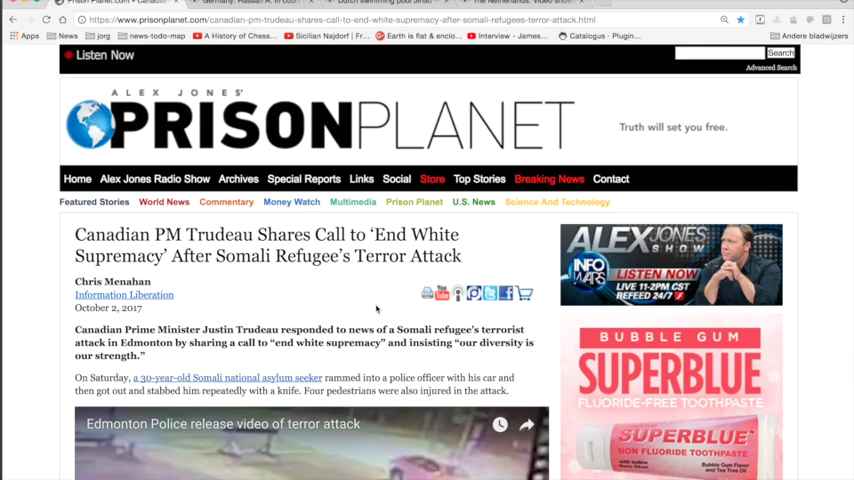 Prison Planet.com » Canadia
Germany. Hassan A. in court
Dutch swimming pool 'jihad
The Netherlands. Video show
https://www.prisonplanet.com/canadian-pm-trudeau-shares-call-to-end-white-supremacy-after-somali-refugees-terror-attack.html
Apps News jorg news-todo-map A History of Chess... Sicilian Najdorf | Fr... Earth is flat & enclo... Interview - James... Catalogus - Plugin... Andere bladwijzers
Listen Now
Search
Advanced Search
ALEX JONES'
PRISONPLANET
Truth will set you free.
Home Alex Jones Radio Show Archives Special Reports Links Social Store Top Stories Breaking News Contact
Featured Stories World News Commentary Money Watch Multimedia Prison Planet U.S. News Science And Technology
Canadian PM Trudeau Shares Call to ‘End White
Supremacy’ After Somali Refugee’s Terror Attack
Chris Menahan
Information Liberation
October 2, 2017
You Tube
Canadian Prime Minister Justin Trudeau responded to news of a Somali refugee’s terrorist
attack in Edmonton by sharing a call to “end white supremacy” and insisting “our diversity is
our strength.”
On Saturday, a 30-year-old Somali national asylum seeker rammed into a police officer with his car and
then got out and stabbed him repeatedly with a knife. Four pedestrians were also injured in the attack.
Edmonton Police release video of terror attack
ALEX JONES
SHOW
INFO
WARS
LISTEN NOW
LIVE 11-2PM CST
REFEED 24/7
BUBBLE GUM
SUPERBLUE
FLUORIDE-FREE TOOTHPASTE
SUPERBLUE
with Iodine
NON FLUORIDE TOOTHPASTE
Bubble Gum Flavor
and Tea Tree Oil